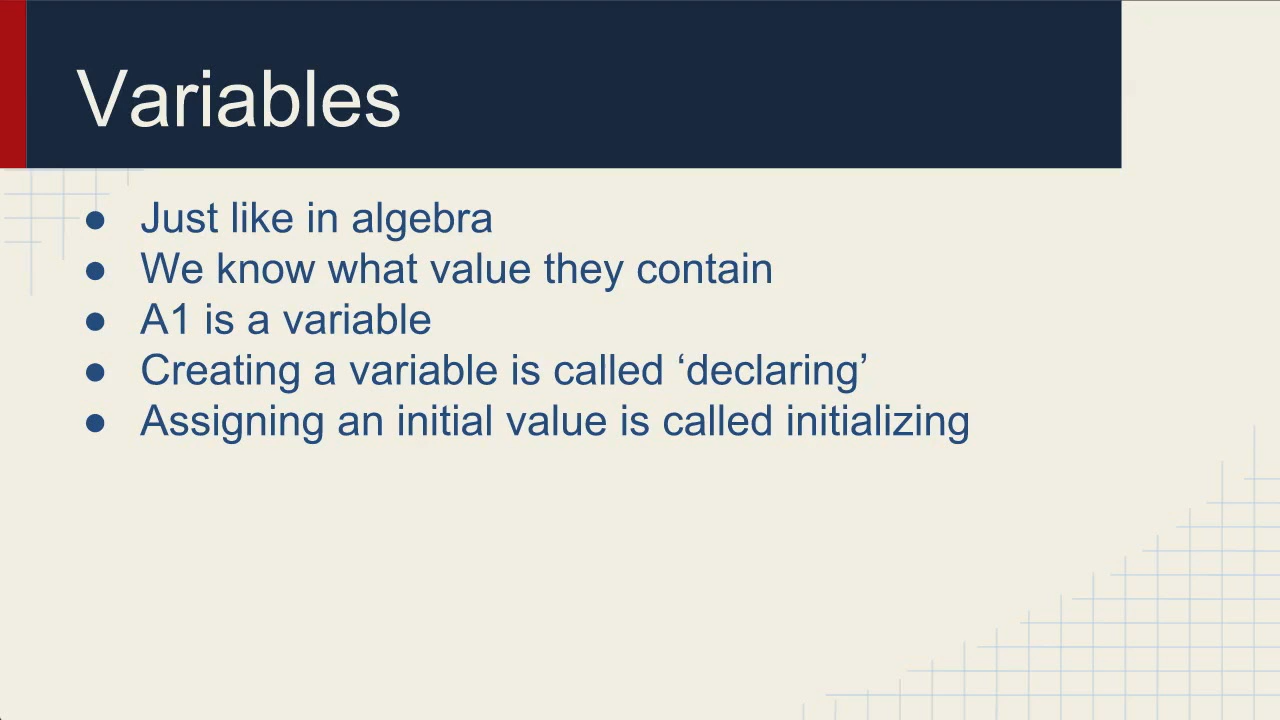 Variables
● Just like in algebra
● We know what value they contain
● A1 is a variable
● Creating a variable is called ‘declaring’
● Assigning an initial value is called initializing